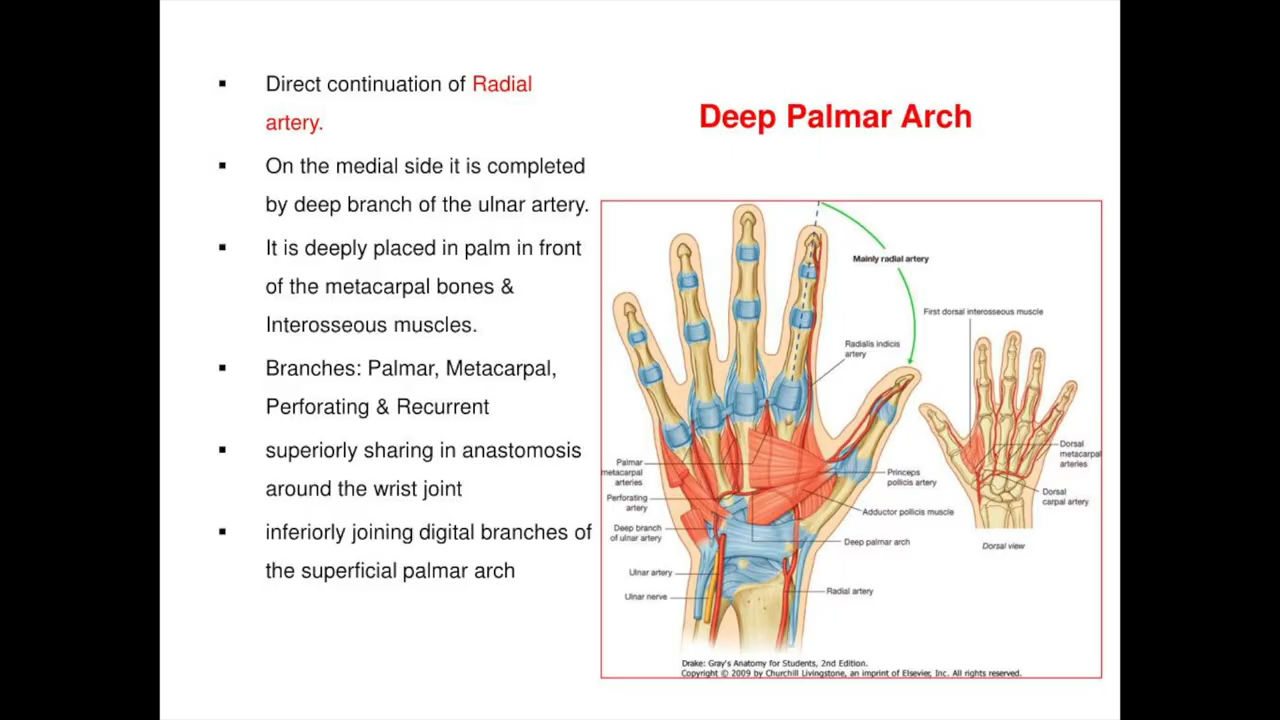 Deep Palmar Arch
▪ Direct continuation of Radial
artery.
▪ On the medial side it is completed
by deep branch of the ulnar artery.
▪ It is deeply placed in palm in front
of the metacarpal bones &
Interosseous muscles.
▪ Branches: Palmar, Metacarpal,
Perforating & Recurrent
▪ superiorly sharing in anastomosis
around the wrist joint
▪ inferiorly joining digital branches of
the superficial palmar arch
Mainly radial artery
First dorsal interosseous muscle
Radialis indicis
artery
Palmar
metacarpal
arteries
Perforating
artery
Deep branch
of ulnar artery
Ulnar artery
Ulnar nerve
Princeps
pollicis artery
Adductor pollicis muscle
Deep palmar arch
Radial artery
Dorsal
metacarpal
arteries
Dorsal
carpal artery
Dorsal view
Drake: Gray's Anatomy for Students, 2nd Edition.
Copyright © 2009 by Churchill Livingstone, an imprint of Elsevier, Inc. All rights reserved.